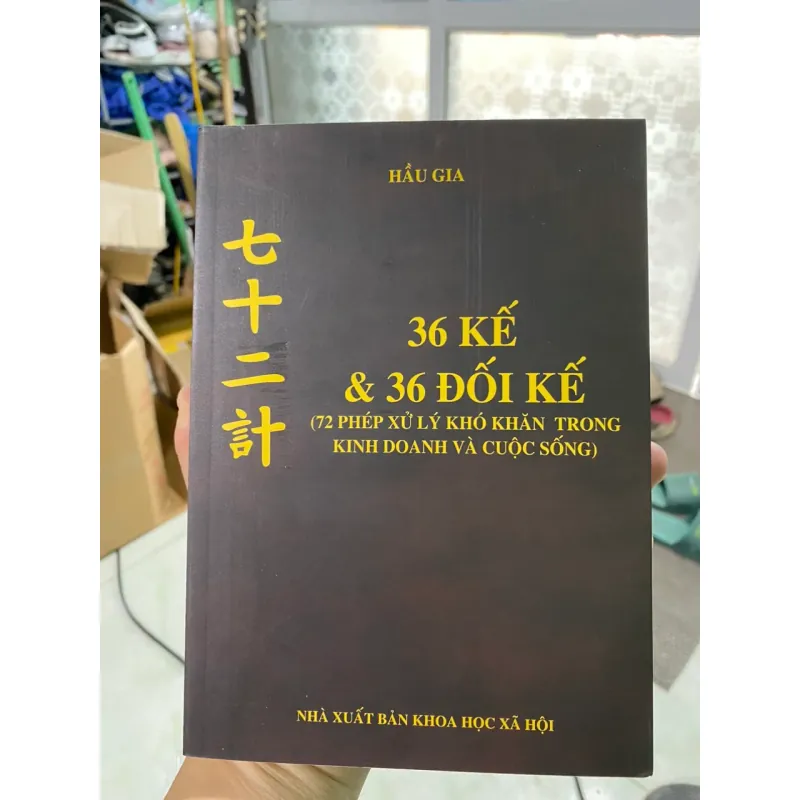 HẦU GIA
七十二計
36 KẾ
& 36 ĐỐI KẾ
(72 PHÉP XỬ LÝ KHÓ KHĂN TRONG
KINH DOANH VÀ CUỘC SỐNG)
NHÀ XUẤT BẢN KHOA HỌC XÃ HỘI